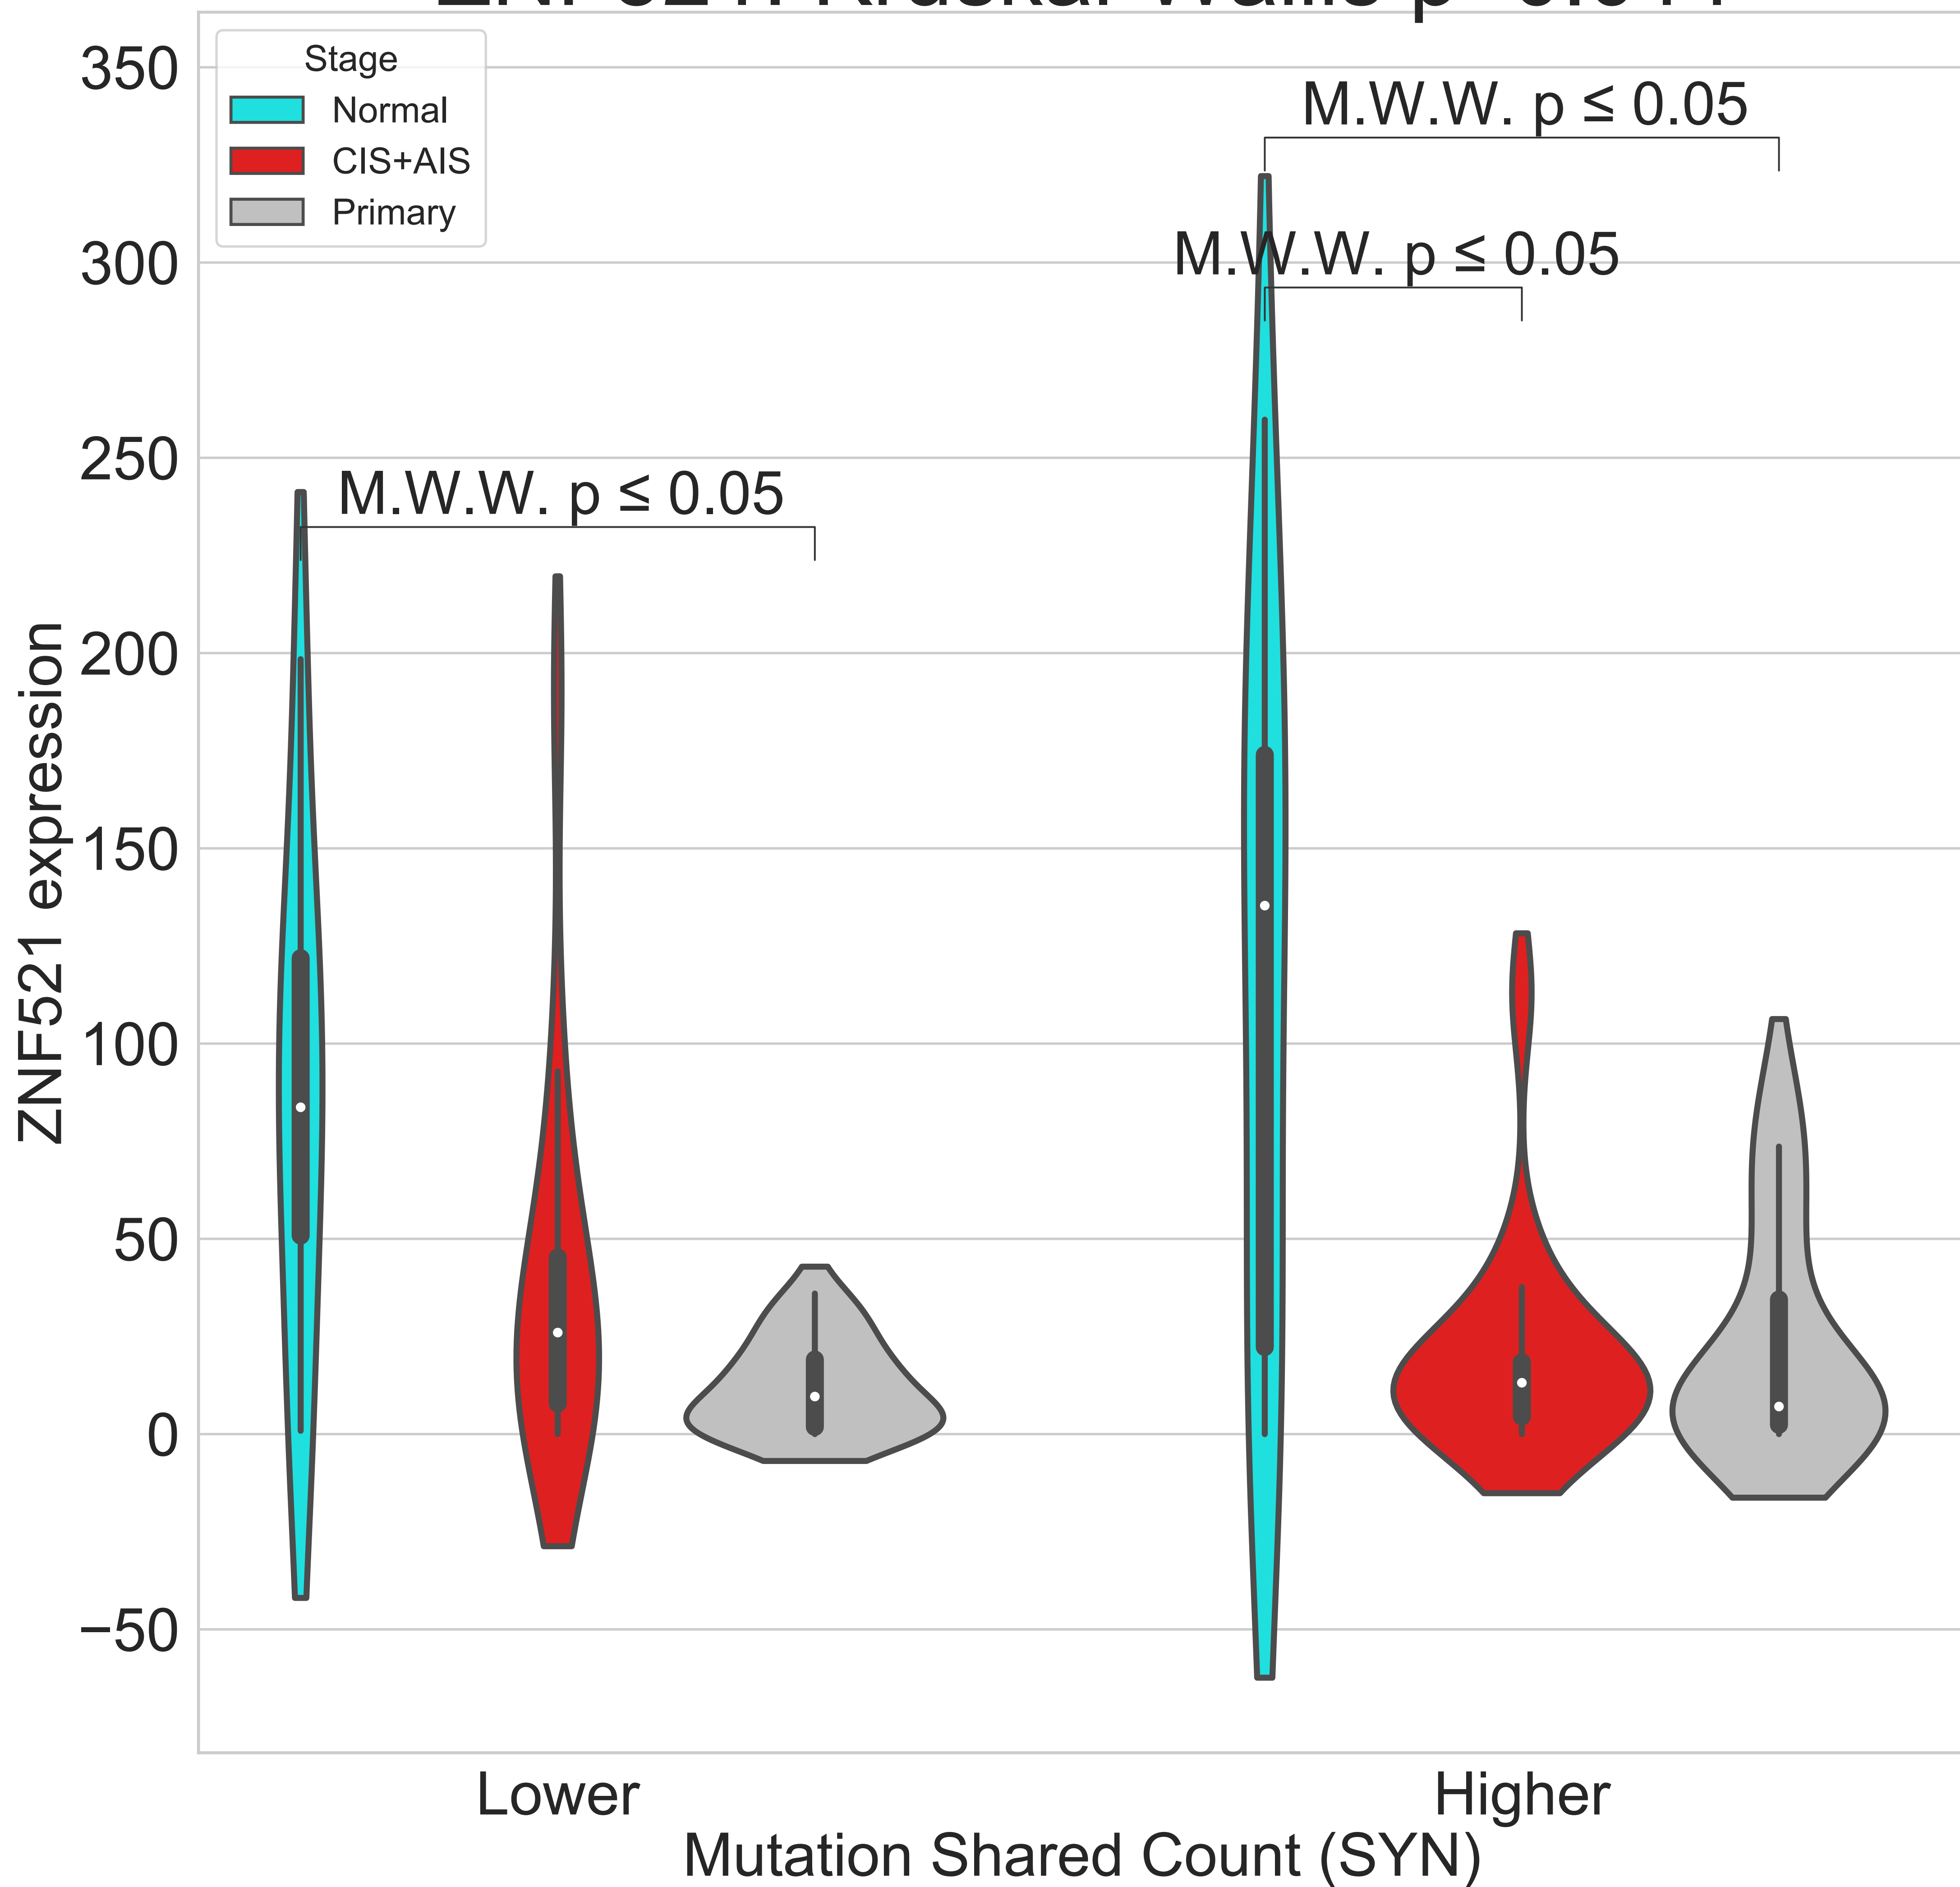 Stage
Normal
CIS+AIS
Primary
350
300
250
200
150
100
50
0
−50
ZNF521 expression
M.W.W. p ≤ 0.05
M.W.W. p ≤ 0.05
M.W.W. p ≤ 0.05
Lower
Higher
Mutation Shared Count (SYN)